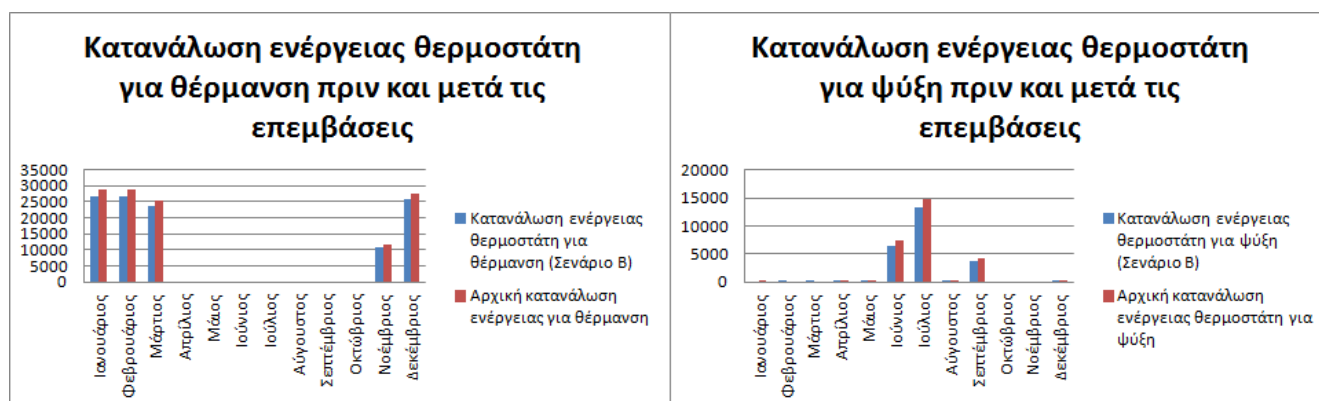 Κατανάλωση ενέργειας θερμοστάτη
για θέρμανση πριν και μετά τις
επεμβάσεις
35000
30000
25000
20000
15000
10000
5000
0
Ιανουάριος
Φεβρουάριος
Μάρτιος
Απρίλιος
Μάιος
Ιούνιος
Ιούλιος
Αύγουστος
Σεπτέμβριος
Οκτώβριος
Νοέμβριος
Δεκέμβριος
Κατανάλωση ενέργειας
θερμοστάτη για
θέρμανση (Σενάριο Β)
Αρχική κατανάλωση
ενέργειας για θέρμανση
Κατανάλωση ενέργειας θερμοστάτη
για ψύξη πριν και μετά τις
επεμβάσεις
20000
15000
10000
5000
0
Ιανουάριος
Φεβρουάριος
Μάρτιος
Απρίλιος
Μάιος
Ιούνιος
Ιούλιος
Αύγουστος
Σεπτέμβριος
Οκτώβριος
Νοέμβριος
Δεκέμβριος
Κατανάλωση ενέργειας
θερμοστάτη για ψύξη
(Σενάριο Β)
Αρχική κατανάλωση
ενέργειας θερμοστάτη για
ψύξη